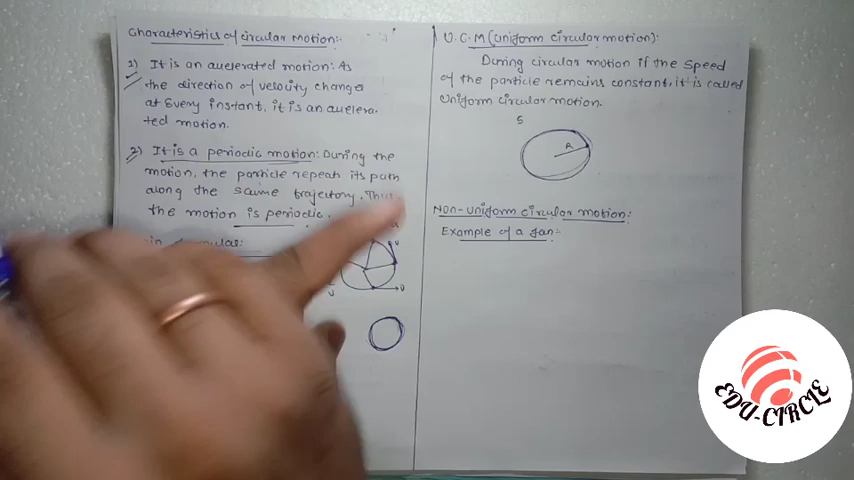 Characteristics of circular motion:-
1) It is an auelerated motion: As
the direction of velocity changes
at Every instant, it is an auelera-
ted motion.
2) It is a periodic motion: During the
motion, the particle repeats its path
along the same trajectory. Thus
the motion is periodic.
U
U
U.C.M (Uniform circular motion):
During circular motion if the speed
of the particle remains constant, it is called
Uniform circular motion.
S
R
Non-uniform circular motion:
Example of a fan:-
EDU-CIRCLE